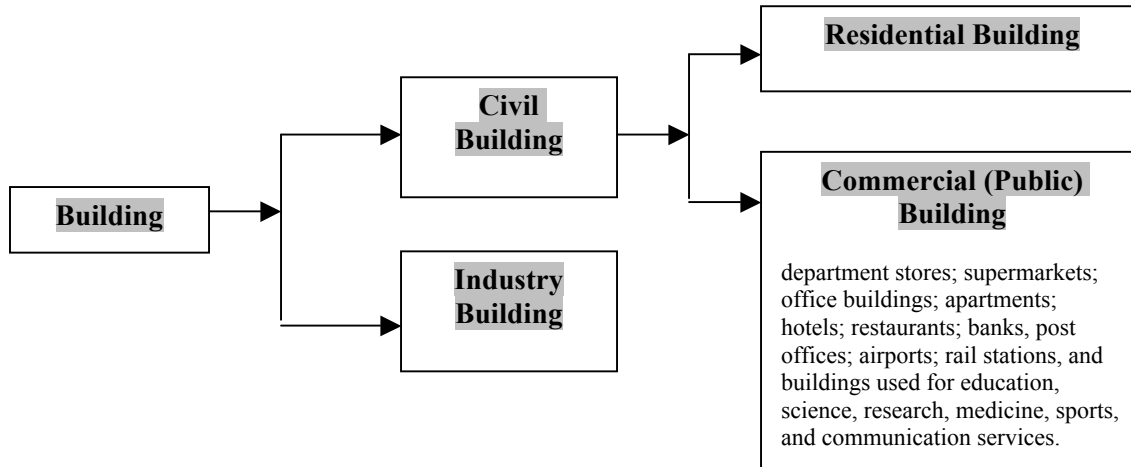 Building
Civil
Building
Industry
Building
Residential Building
Commercial (Public)
Building
department stores; supermarkets;
office buildings; apartments;
hotels; restaurants; banks, post
offices; airports; rail stations, and
buildings used for education,
science, research, medicine, sports,
and communication services.